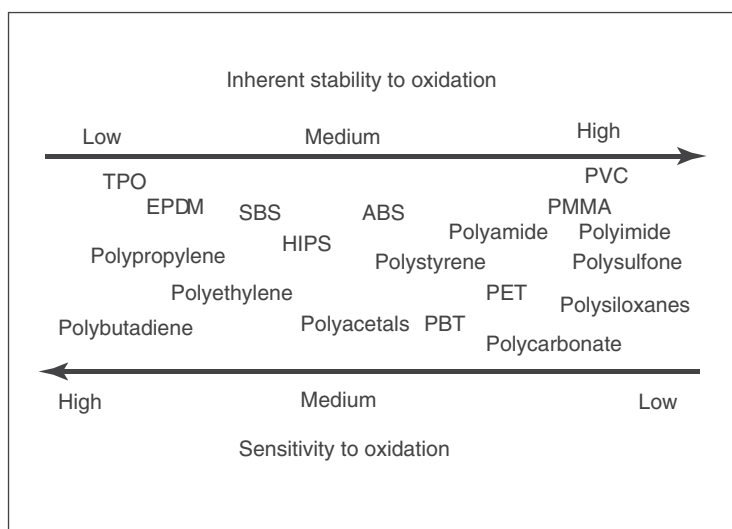 Inherent stability to oxidation
Low Medium High
TPO PVC
EPDM SBS ABS PMMA
HIPS Polyamide Polyimide
Polypropylene Polystyrene Polysulfone
Polyethylene PET Polysiloxanes
Polybutadiene Polyacetals PBT Polycarbonate
High Medium Low
Sensitivity to oxidation